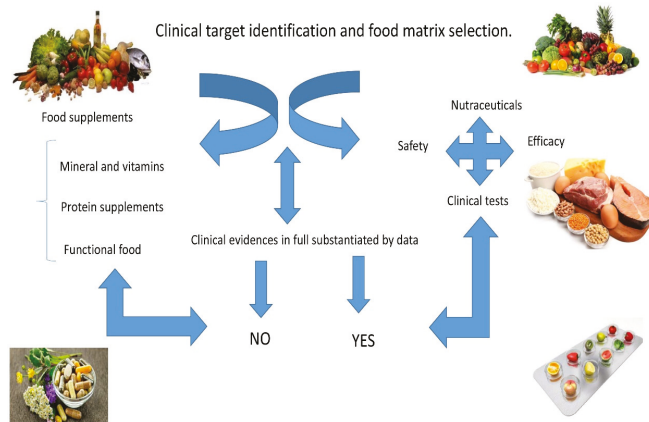 Clinical target identification and food matrix selection.
Food supplements
Mineral and vitamins
Protein supplements
Functional food
Nutraceuticals
Safety
Efficacy
Clinical tests
Clinical evidences in full substantiated by data
NO
YES